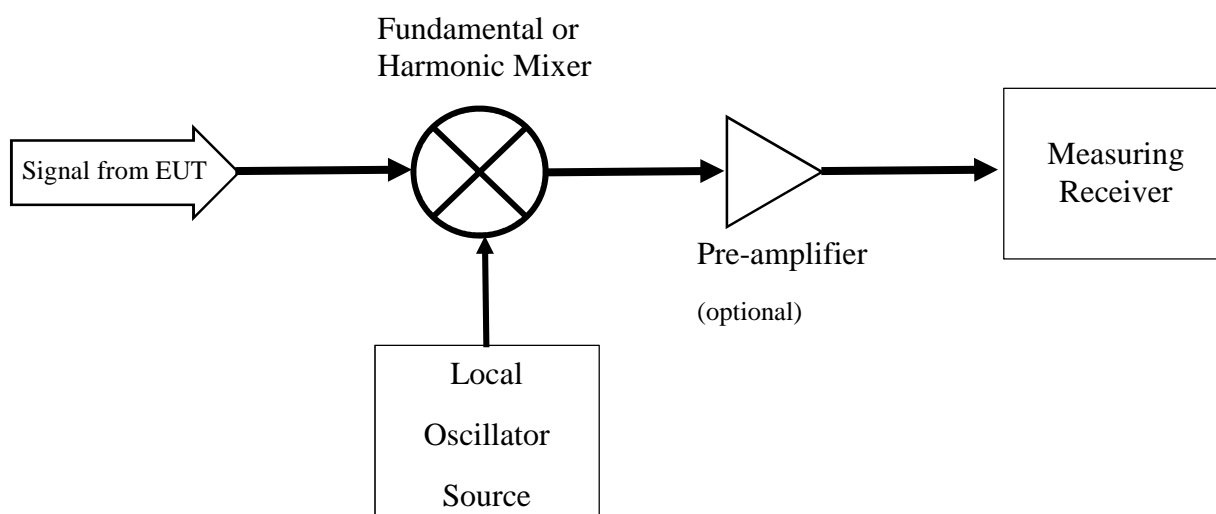 Fundamental or
Harmonic Mixer
Signal from EUT
Measuring
Receiver
Pre-amplifier
(optional)
Local
Oscillator
Source